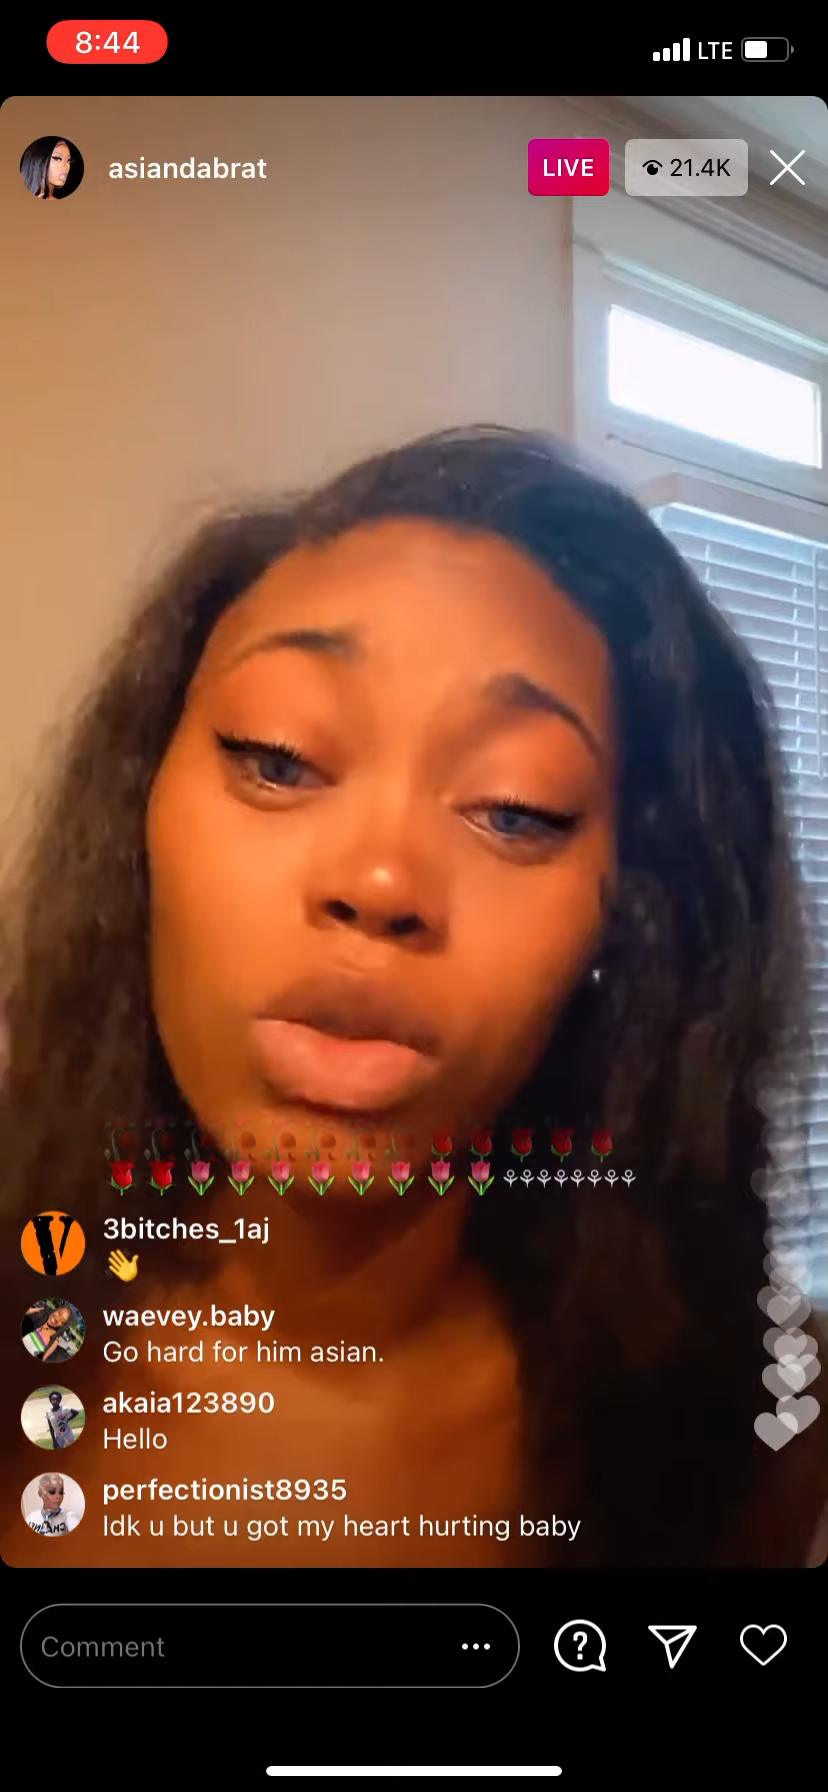 8:44
LTE
asiandabrat
LIVE
21.4K
3bitches_1aj
waevey.baby
Go hard for him asian.
akaia123890
Hello
perfectionist8935
Idk u but u got my heart hurting baby
Comment